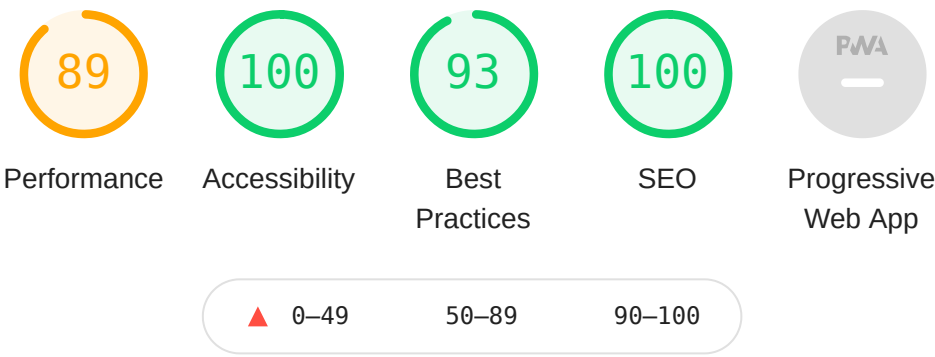 89 100 93 100 PWA
Performance Accessibility Best Practices SEO Progressive Web App
0–49 50–89 90–100